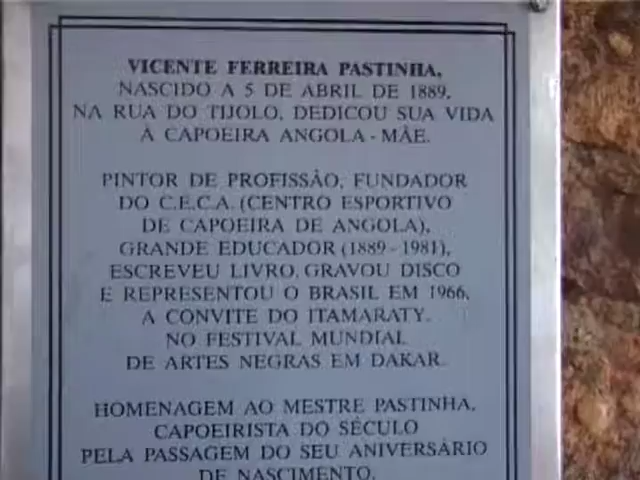 VICENTE FERREIRA PASTINHA,
NASCIDO A 5 DE ABRIL DE 1889,
NA RUA DO TIJOLO, DEDICOU SUA VIDA
À CAPOEIRA ANGOLA - MÃE.
PINTOR DE PROFISSÃO, FUNDADOR
DO C.E.C.A. (CENTRO ESPORTIVO
DE CAPOEIRA DE ANGOLA),
GRANDE EDUCADOR (1889 - 1981),
ESCREVEU LIVRO, GRAVOU DISCO
E REPRESENTOU O BRASIL EM 1966,
A CONVITE DO ITAMARATY,
NO FESTIVAL MUNDIAL
DE ARTES NEGRAS EM DAKAR.
HOMENAGEM AO MESTRE PASTINHA,
CAPOEIRISTA DO SÉCULO
PELA PASSAGEM DO SEU ANIVERSÁRIO
DE NASCIMENTO.